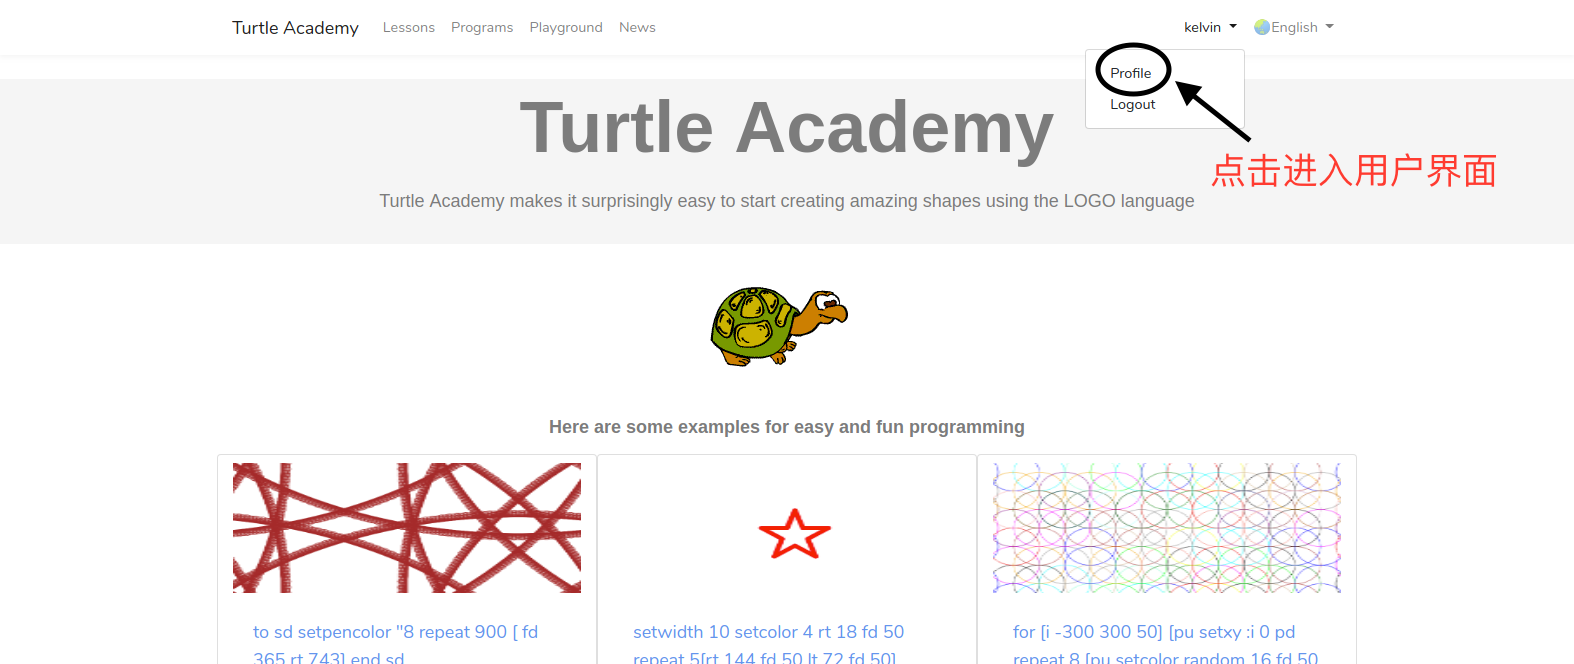 Turtle Academy Lessons Programs Playground News kelvin English
Profile
Logout
点击进入用户界面
Turtle Academy
Turtle Academy makes it surprisingly easy to start creating amazing shapes using the LOGO language
Here are some examples for easy and fun programming
to sd setpencolor "8 repeat 900 [ fd
365 rt 743] end sd
setwidth 10 setcolor 4 rt 18 fd 50
repeat 5[rt 144 fd 50 lt 72 fd 50]
for [i -300 300 50] [pu setxy :i 0 pd
repeat 8 [pu setcolor random 16 fd 50